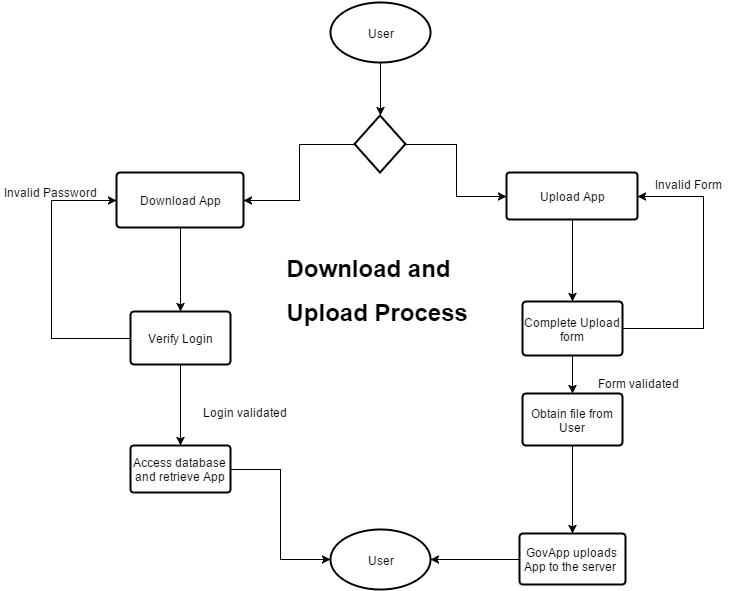 User
Invalid Password
Download App
Upload App
Invalid Form
Download and
Upload Process
Verify Login
Complete Upload
form
Login validated
Form validated
Obtain file from
User
Access database
and retrieve App
User
GovApp uploads
App to the server